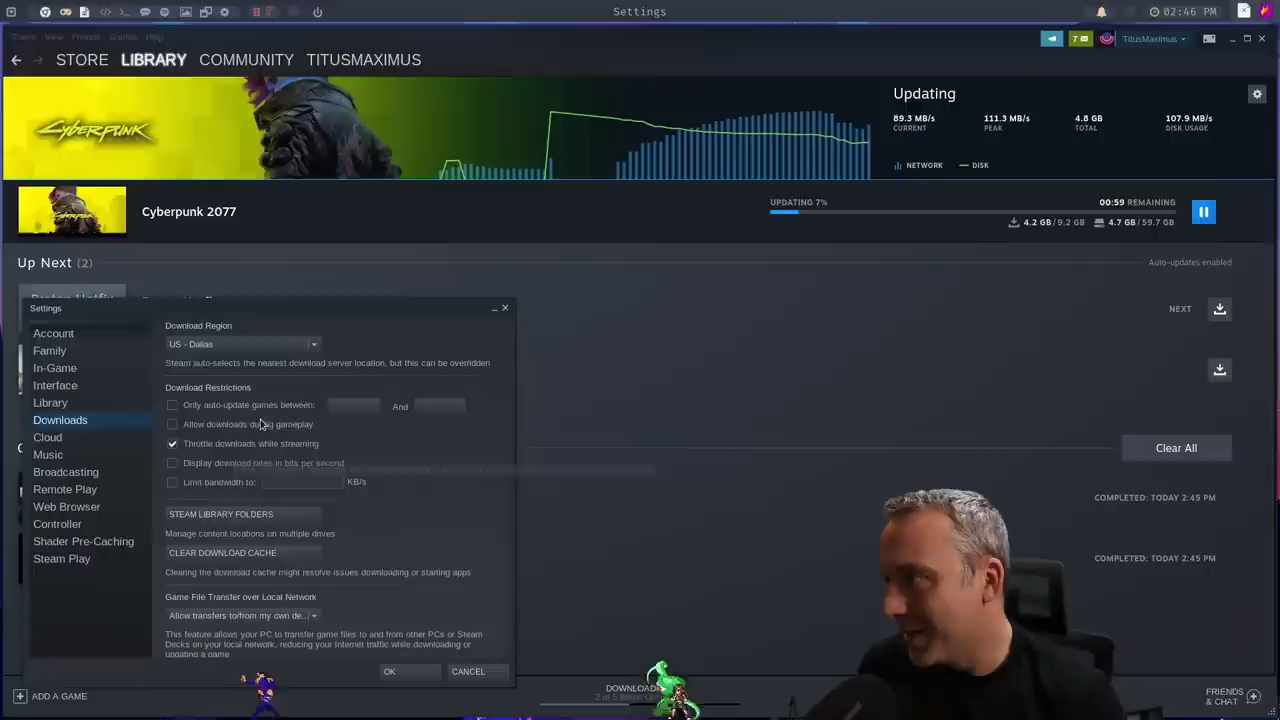 Settings
02:46 PM
Steam View Friends Games Help
7
TitusMaximus
STORE LIBRARY COMMUNITY TITUSMAXIMUS
Cyberpunk
Updating
89.3 MB/s 111.3 MB/s 4.8 GB 107.9 MB/s
CURRENT PEAK TOTAL DISK USAGE
NETWORK DISK
Cyberpunk 2077
UPDATING 7% 00:59 REMAINING
4.2 GB / 9.2 GB 4.7 GB / 59.7 GB
Up Next (2)
Auto-updates enabled
NEXT
Settings
Account
Family
In-Game
Interface
Library
Downloads
Cloud
Music
Broadcasting
Remote Play
Web Browser
Controller
Shader Pre-Caching
Steam Play
Download Region
US - Dallas
Steam auto-selects the nearest download server location, but this can be overridden
Download Restrictions
Only auto-update games between: And
Allow downloads during gameplay
Throttle downloads while streaming
Display download rates in bits per second
Limit bandwidth to: KB/s
STEAM LIBRARY FOLDERS
Manage content locations on multiple drives
CLEAR DOWNLOAD CACHE
Clearing the download cache might resolve issues downloading or starting apps
Game File Transfer over Local Network
Allow transfers to/from my own de...
This feature allows your PC to transfer game files to and from other PCs or Steam
Decks on your local network, reducing your Internet traffic while downloading or
updating a game
OK CANCEL
Clear All
COMPLETED: TODAY 2:45 PM
COMPLETED: TODAY 2:45 PM
ADD A GAME
FRIENDS
& CHAT